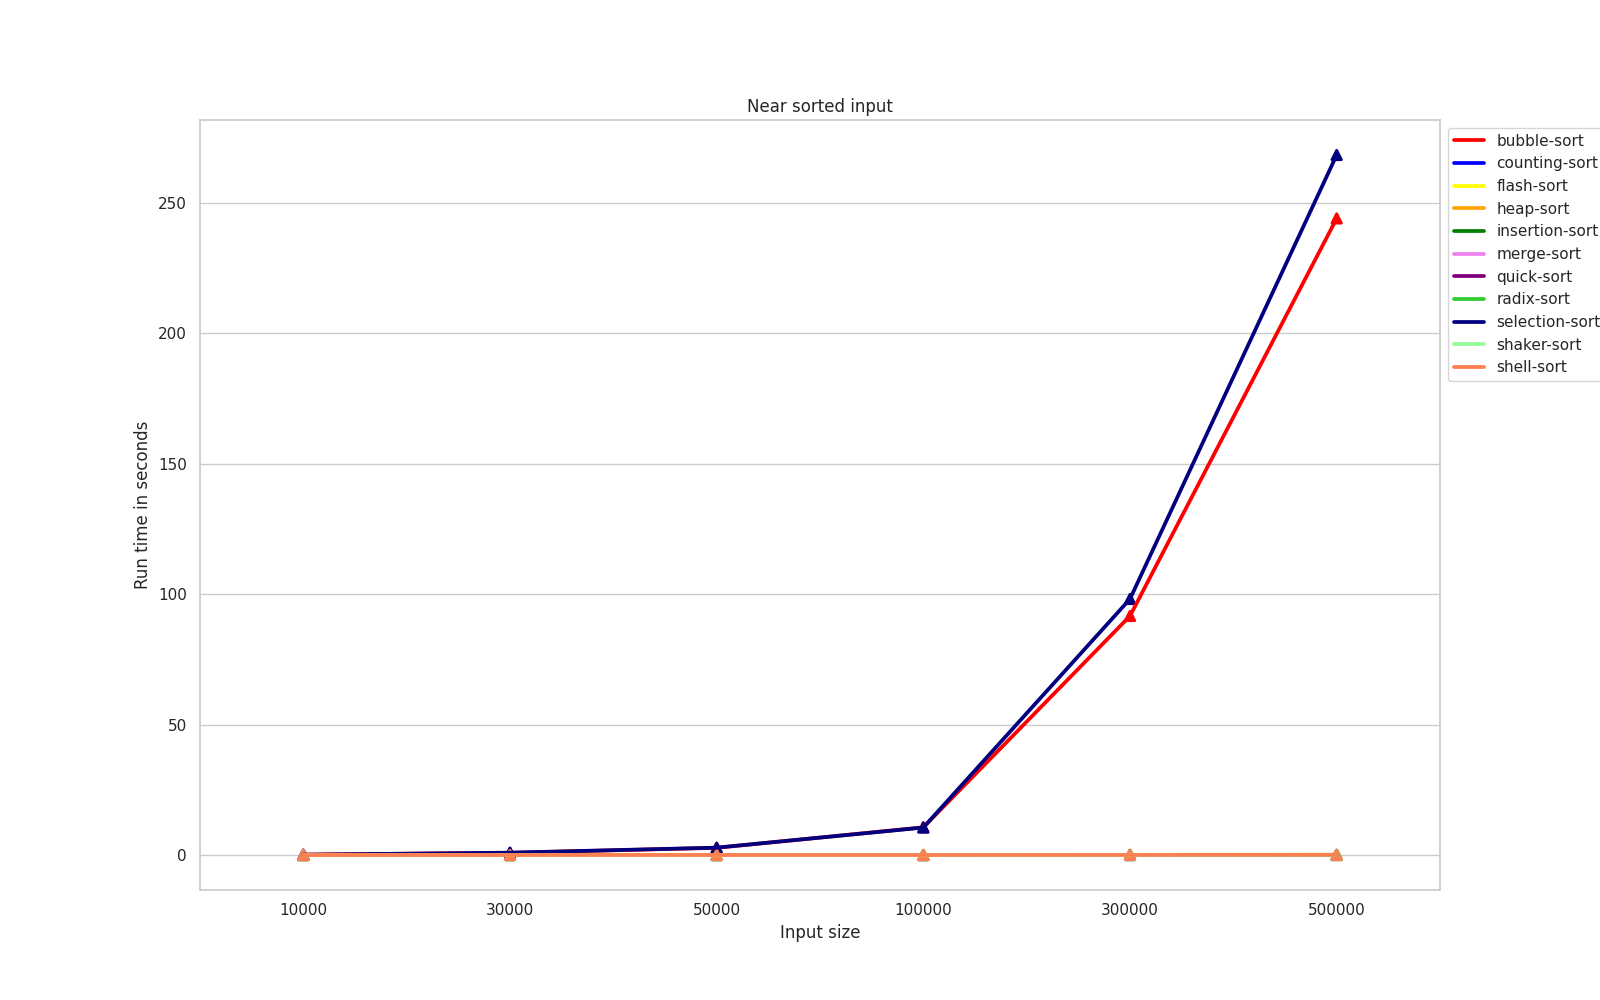 Near sorted input
bubble-sort
counting-sort
flash-sort
heap-sort
insertion-sort
merge-sort
quick-sort
radix-sort
selection-sort
shaker-sort
shell-sort
Run time in seconds
250
200
150
100
50
0
10000 30000 50000 100000 300000 500000
Input size